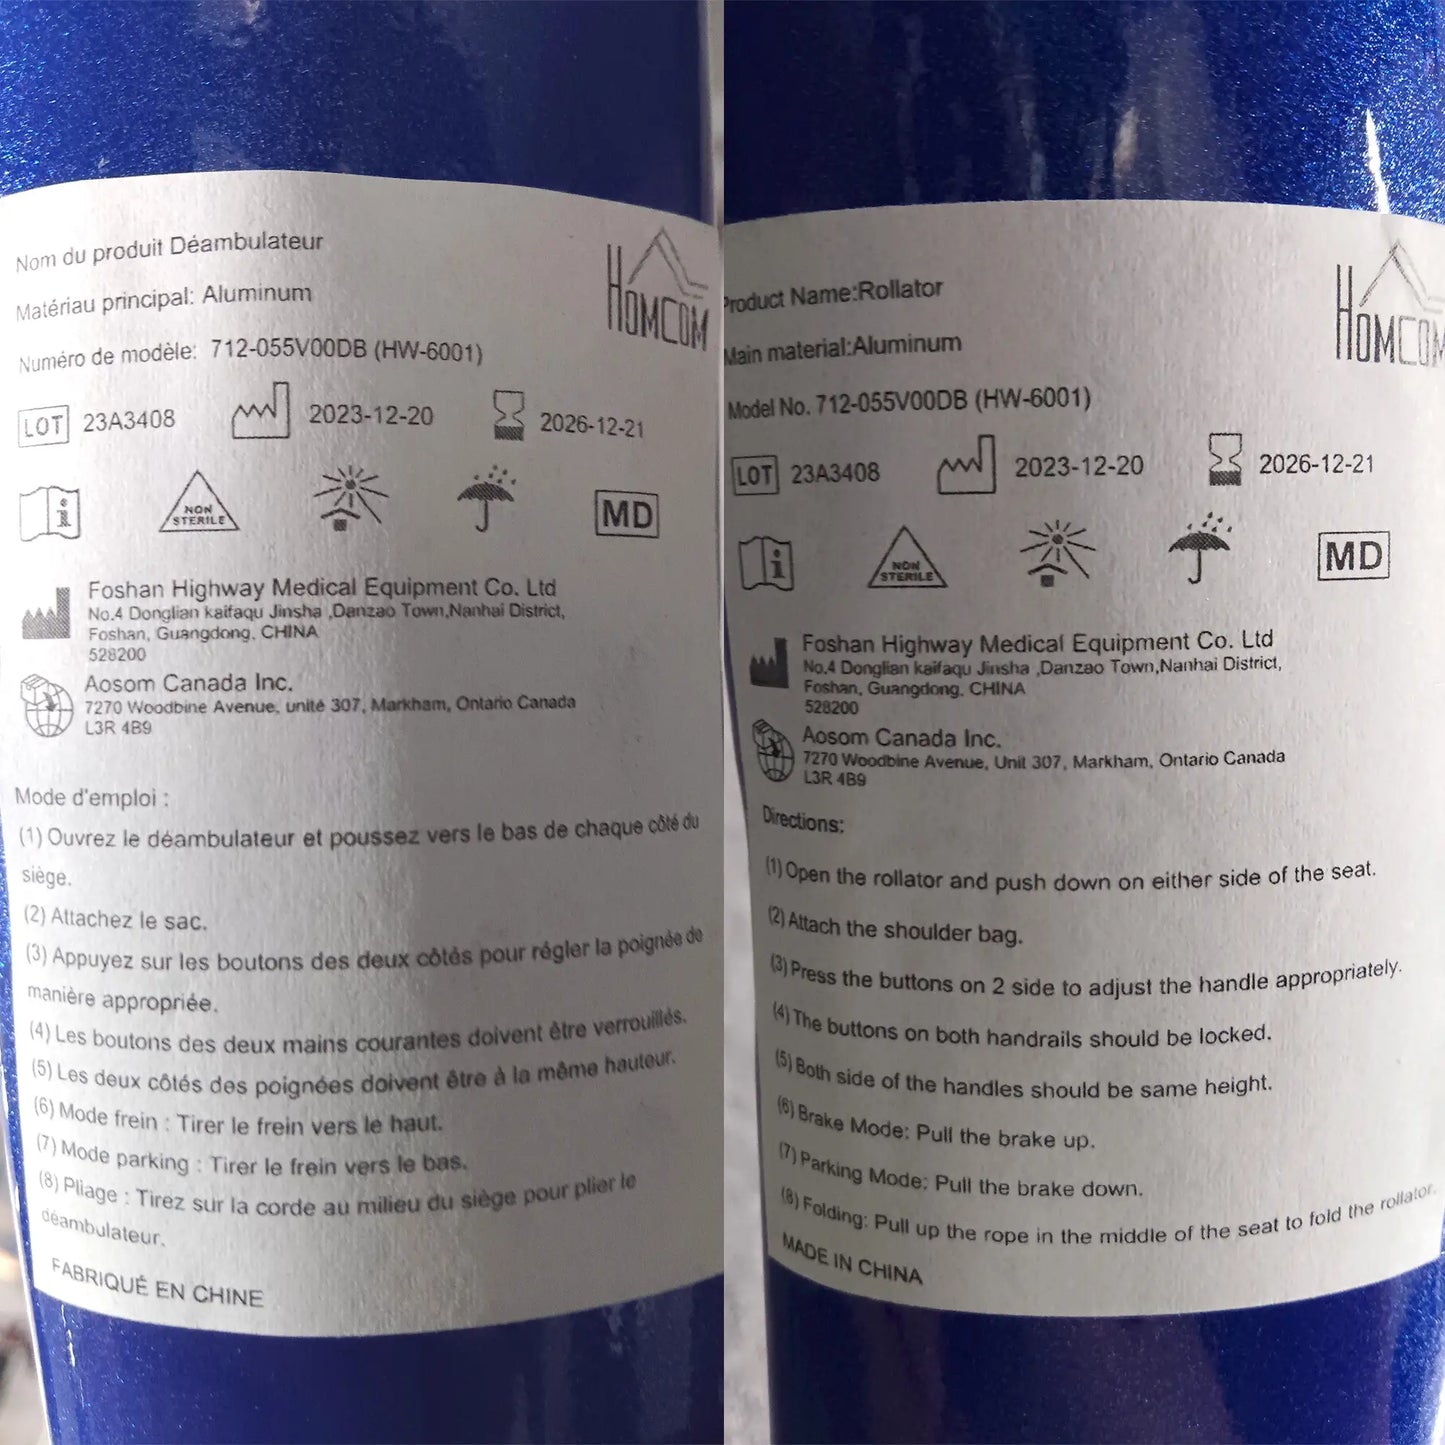 Nom du produit Déambulateur
HOMCOM
Matériau principal: Aluminum
Numéro de modèle: 712-055V00DB (HW-6001)
LOT 23A3408 2023-12-20 2026-12-21
i NON STERILE MD
Foshan Highway Medical Equipment Co. Ltd
No.4 Donglian kaifaqu Jinsha ,Danzao Town,Nanhai District,
Foshan, Guangdong, CHINA
528200
Aosom Canada Inc.
7270 Woodbine Avenue, unité 307, Markham, Ontario Canada
L3R 4B9
Mode d'emploi :
(1) Ouvrez le déambulateur et poussez vers le bas de chaque côté du
siège.
(2) Attachez le sac.
(3) Appuyez sur les boutons des deux côtés pour régler la poignée de
manière appropriée.
(4) Les boutons des deux mains courantes doivent être verrouillés.
(5) Les deux côtés des poignées doivent être à la même hauteur.
(6) Mode frein : Tirer le frein vers le haut.
(7) Mode parking : Tirer le frein vers le bas.
(8) Pliage : Tirez sur la corde au milieu du siège pour plier le
déambulateur.
FABRIQUÉ EN CHINE
Product Name:Rollator
HOMCOM
Main material:Aluminum
Model No. 712-055V00DB (HW-6001)
LOT 23A3408 2023-12-20 2026-12-21
i NON STERILE MD
Foshan Highway Medical Equipment Co. Ltd
No.4 Donglian kaifaqu Jinsha ,Danzao Town,Nanhai District,
Foshan, Guangdong, CHINA
528200
Aosom Canada Inc.
7270 Woodbine Avenue, Unit 307, Markham, Ontario Canada
L3R 4B9
Directions:
(1) Open the rollator and push down on either side of the seat.
(2) Attach the shoulder bag.
(3) Press the buttons on 2 side to adjust the handle appropriately.
(4) The buttons on both handrails should be locked.
(5) Both side of the handles should be same height.
(6) Brake Mode: Pull the brake up.
(7) Parking Mode: Pull the brake down.
(8) Folding: Pull up the rope in the middle of the seat to fold the rollator.
MADE IN CHINA